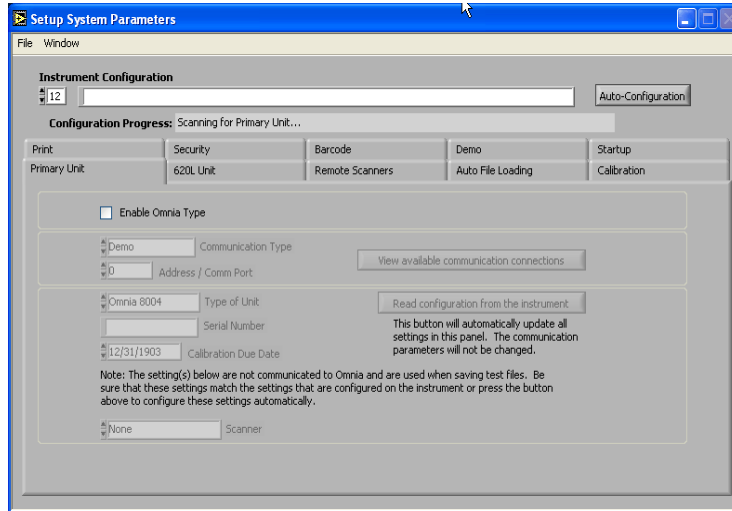 Setup System Parameters
File Window
Instrument Configuration
12
Auto-Configuration
Configuration Progress: Scanning for Primary Unit...
Print Security Barcode Demo Startup
Primary Unit 620L Unit Remote Scanners Auto File Loading Calibration
Enable Omnia Type
Demo Communication Type
View available communication connections
0 Address / Comm Port
Omnia 8004 Type of Unit
Read configuration from the instrument
Serial Number
This button will automatically update all
settings in this panel. The communication
parameters will not be changed.
12/31/1903 Calibration Due Date
Note: The setting(s) below are not communicated to Omnia and are used when saving test files. Be
sure that these settings match the settings that are configured on the instrument or press the button
above to configure these settings automatically.
None Scanner